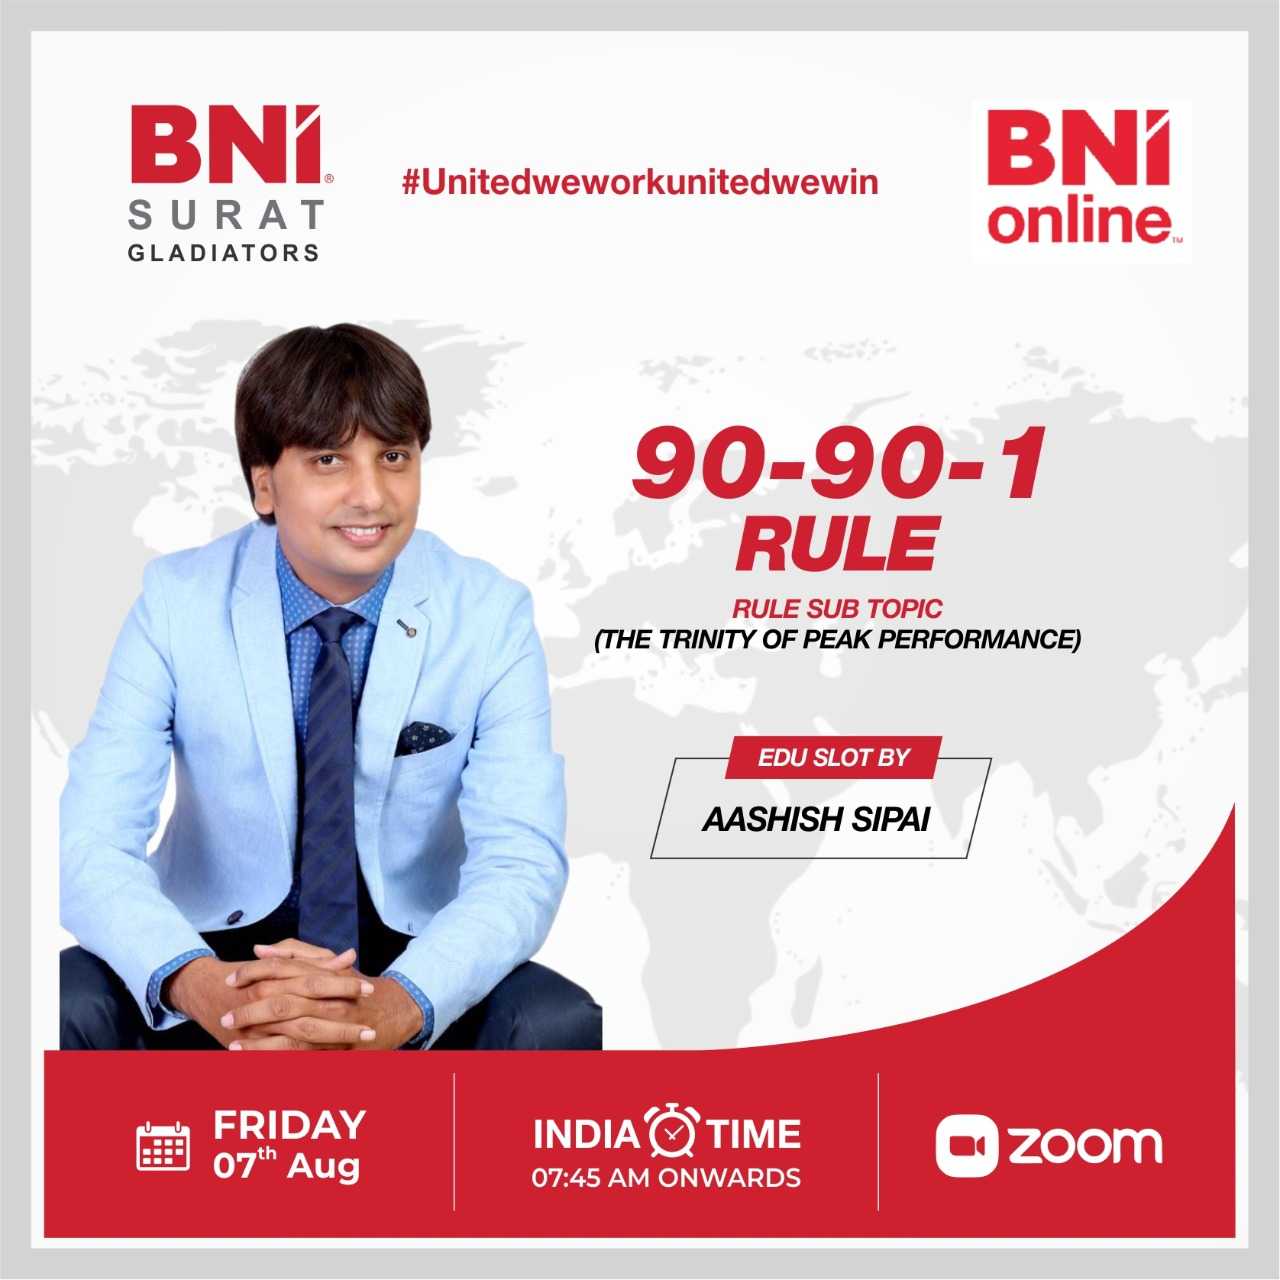 BNI®
SURAT
GLADIATORS
#Unitedweworkunitedwewin
BNI
online™
90-90-1
RULE
RULE SUB TOPIC
(THE TRINITY OF PEAK PERFORMANCE)
EDU SLOT BY
AASHISH SIPAI
FRIDAY
07th Aug
INDIA TIME
07:45 AM ONWARDS
zoom